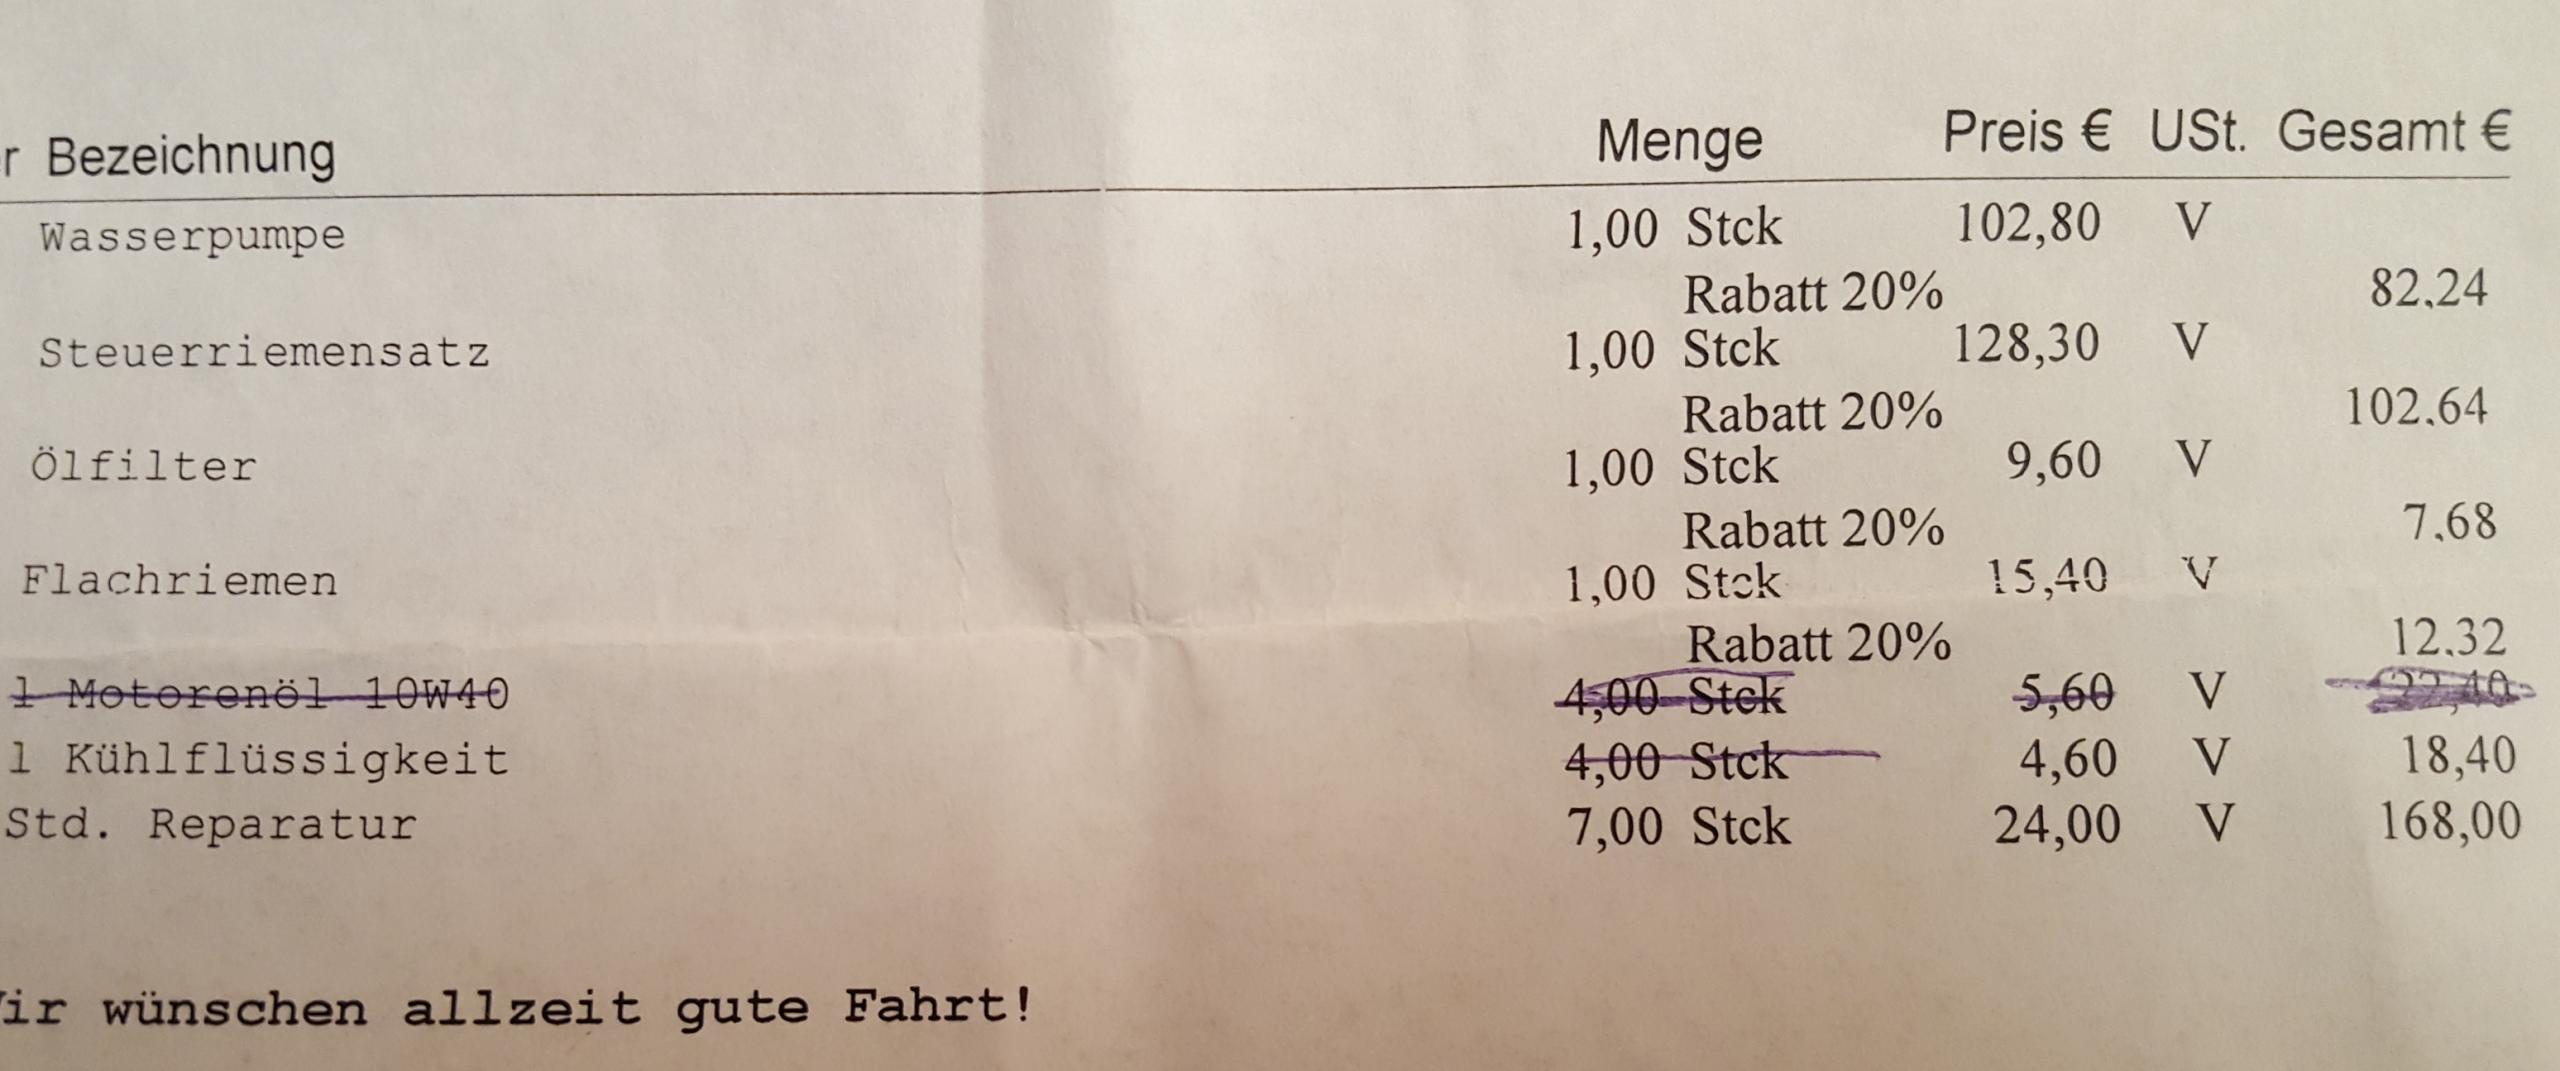 r Bezeichnung Menge Preis € USt. Gesamt €
Wasserpumpe 1,00 Stck 102,80 V
Rabatt 20% 82.24
Steuerriemensatz 1,00 Stck 128,30 V
Rabatt 20% 102.64
Ölfilter 1,00 Stck 9,60 V
Rabatt 20% 7.68
Flachriemen 1,00 Stck 15,40 V
Rabatt 20% 12.32
l Motorenöl 10W40 4,00 Stck 5,60 V 22,40
l Kühlflüssigkeit 4,00 Stck 4,60 V 18,40
Std. Reparatur 7,00 Stck 24,00 V 168,00
ir wünschen allzeit gute Fahrt!